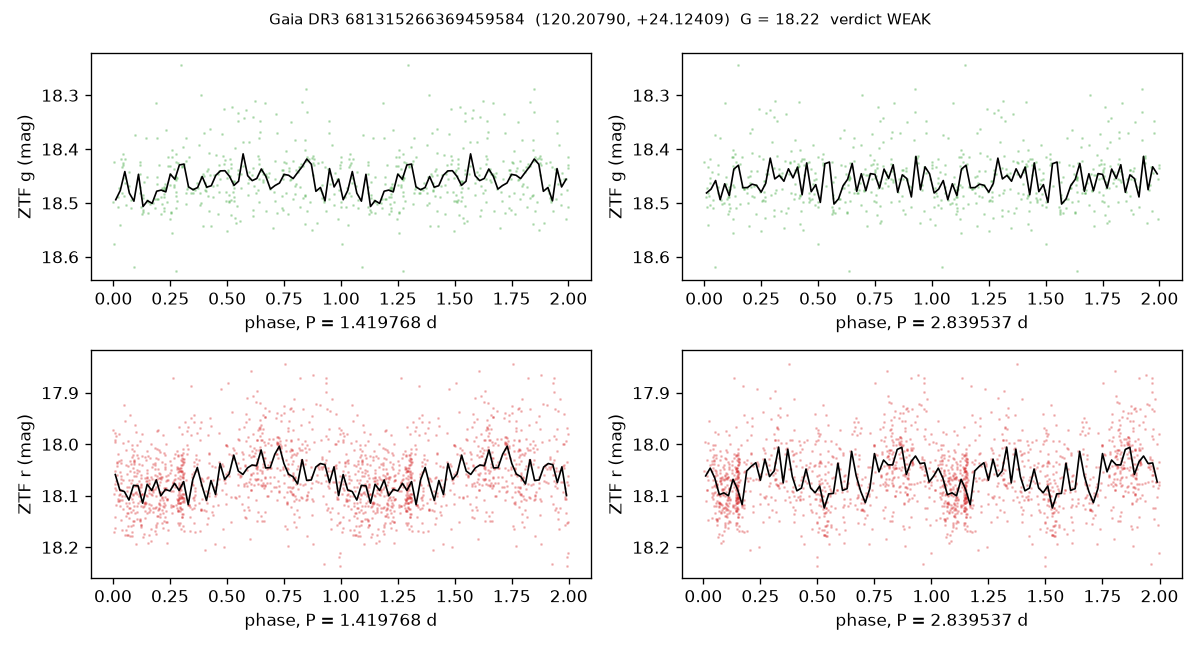 Gaia DR3 681315266369459584  (120.20790, +24.12409)  G = 18.22  verdict WEAK
ZTF g (mag)
18.3
18.4
18.5
18.6
0.00 0.25 0.50 0.75 1.00 1.25 1.50 1.75 2.00
phase, P = 1.419768 d
ZTF g (mag)
18.3
18.4
18.5
18.6
0.00 0.25 0.50 0.75 1.00 1.25 1.50 1.75 2.00
phase, P = 2.839537 d
ZTF r (mag)
17.9
18.0
18.1
18.2
0.00 0.25 0.50 0.75 1.00 1.25 1.50 1.75 2.00
phase, P = 1.419768 d
ZTF r (mag)
17.9
18.0
18.1
18.2
0.00 0.25 0.50 0.75 1.00 1.25 1.50 1.75 2.00
phase, P = 2.839537 d